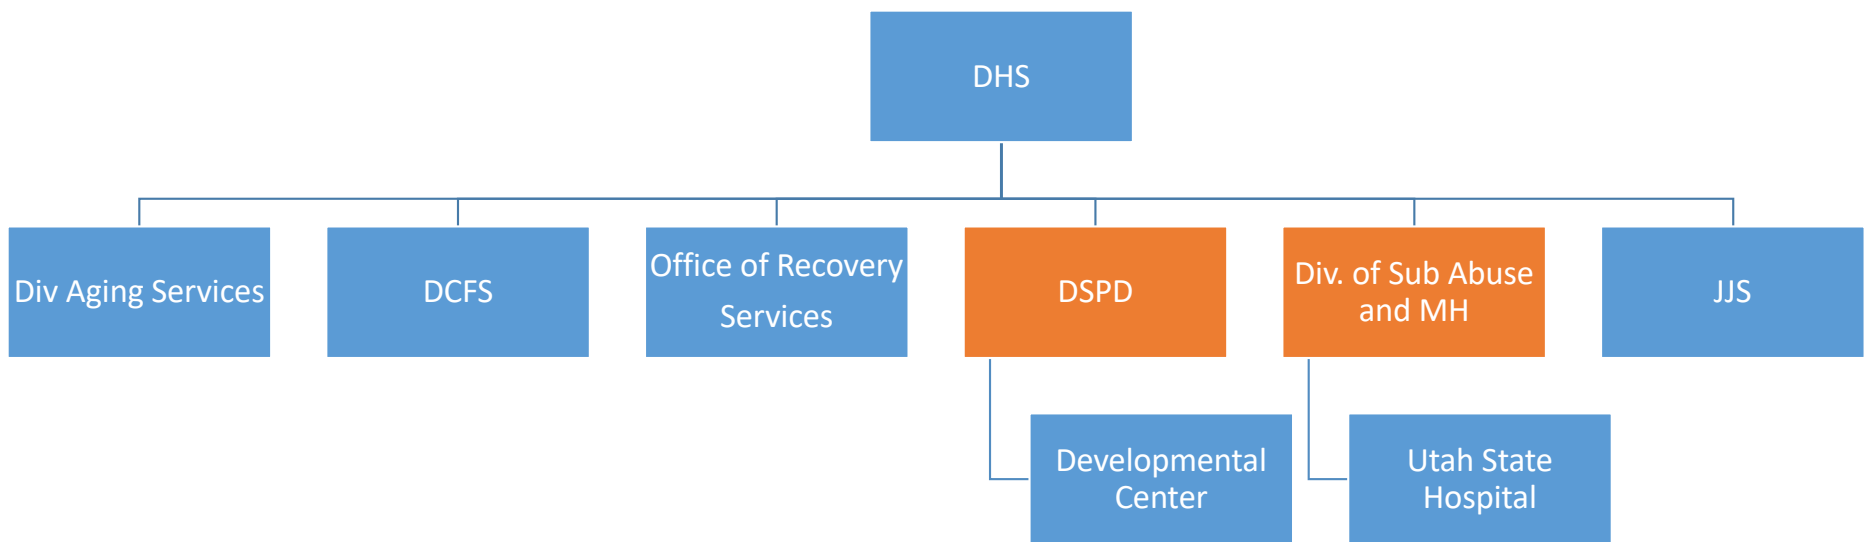 DHS
Div Aging Services
DCFS
Office of Recovery
Services
DSPD
Div. of Sub Abuse
and MH
JJS
Developmental
Center
Utah State
Hospital